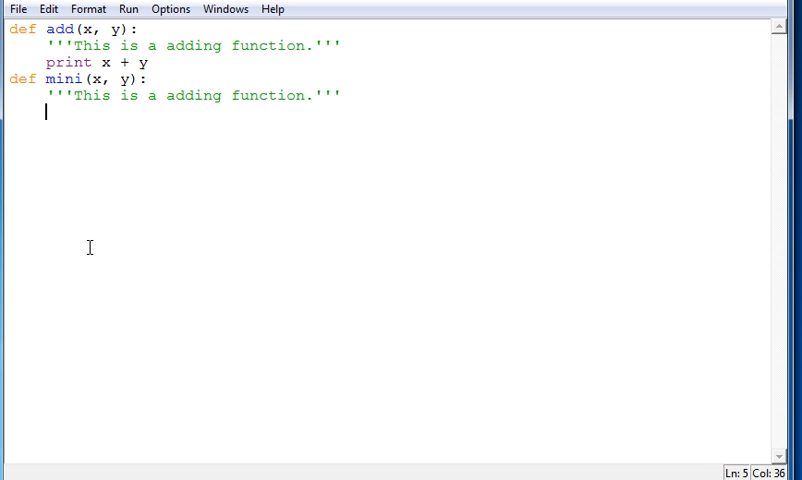 File Edit Format Run Options Windows Help
def add(x, y):
    '''This is a adding function.'''
    print x + y
def mini(x, y):
    '''This is a adding function.'''
Ln: 5 Col: 36